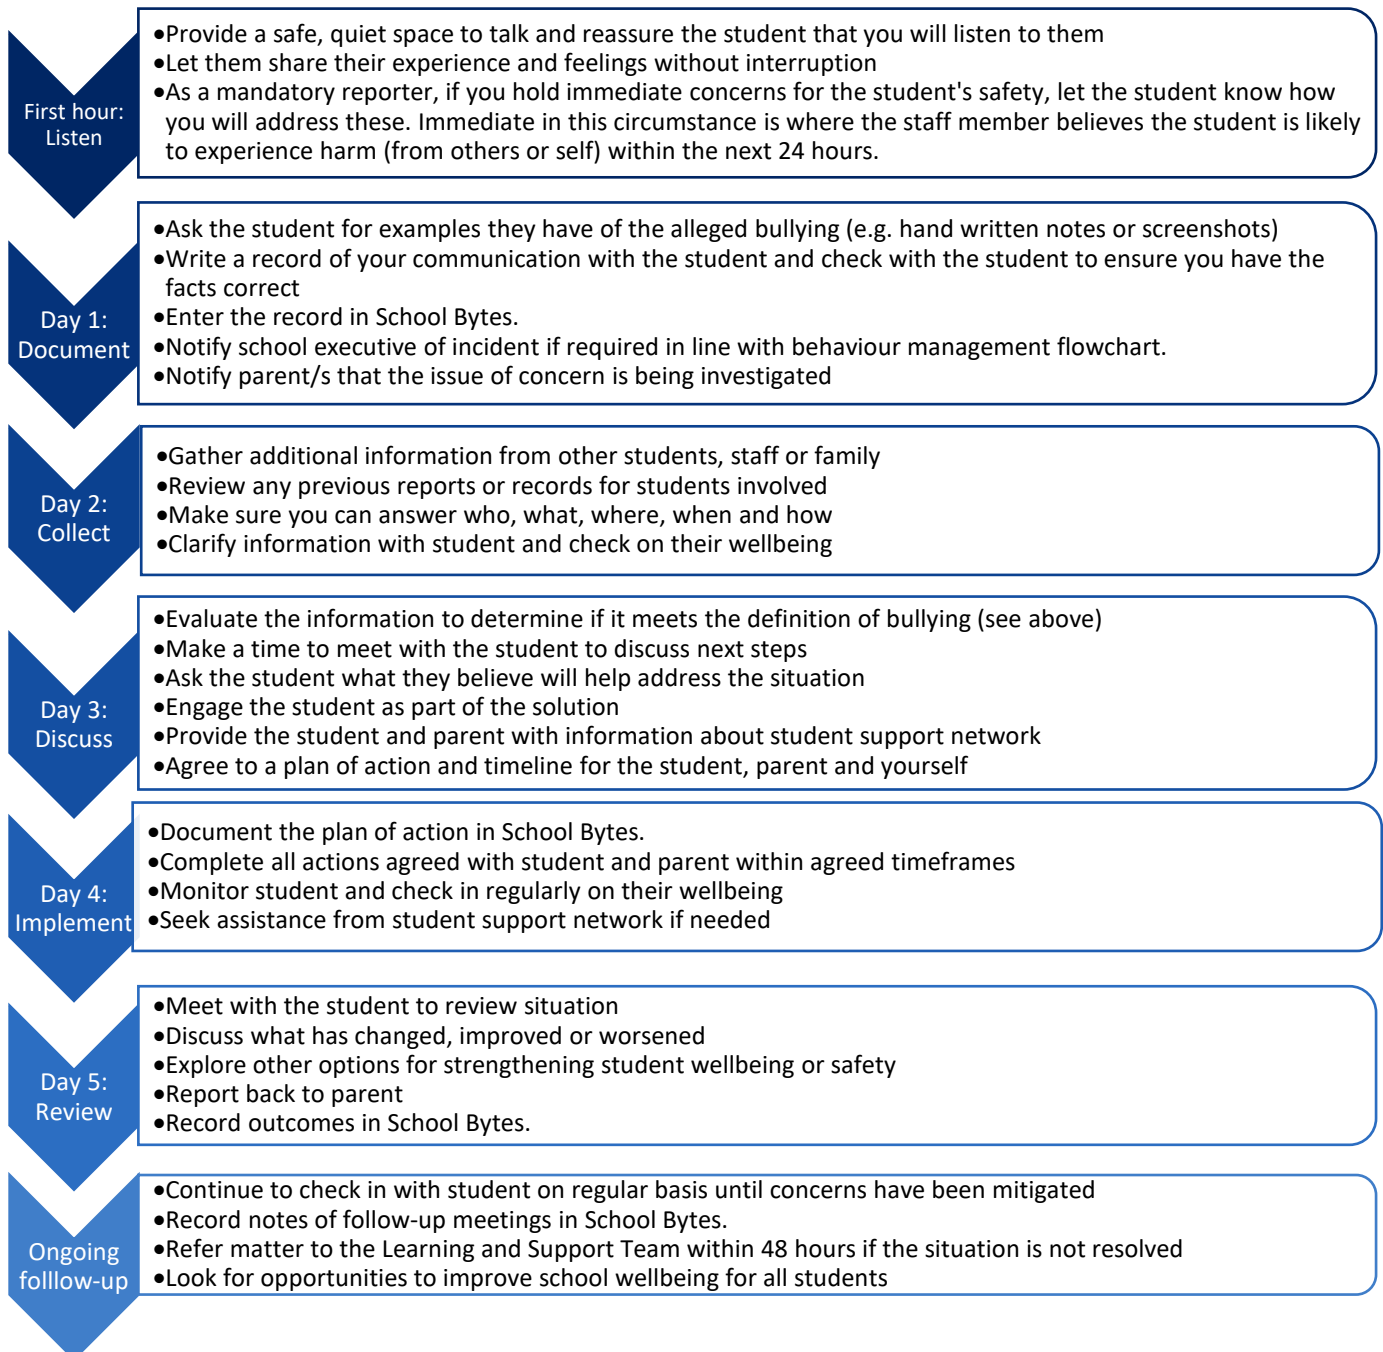 First hour:
Listen
•Provide a safe, quiet space to talk and reassure the student that you will listen to them
•Let them share their experience and feelings without interruption
•As a mandatory reporter, if you hold immediate concerns for the student's safety, let the student know how
you will address these. Immediate in this circumstance is where the staff member believes the student is likely
to experience harm (from others or self) within the next 24 hours.
Day 1:
Document
•Ask the student for examples they have of the alleged bullying (e.g. hand written notes or screenshots)
•Write a record of your communication with the student and check with the student to ensure you have the
facts correct
•Enter the record in School Bytes.
•Notify school executive of incident if required in line with behaviour management flowchart.
•Notify parent/s that the issue of concern is being investigated
Day 2:
Collect
•Gather additional information from other students, staff or family
•Review any previous reports or records for students involved
•Make sure you can answer who, what, where, when and how
•Clarify information with student and check on their wellbeing
Day 3:
Discuss
•Evaluate the information to determine if it meets the definition of bullying (see above)
•Make a time to meet with the student to discuss next steps
•Ask the student what they believe will help address the situation
•Engage the student as part of the solution
•Provide the student and parent with information about student support network
•Agree to a plan of action and timeline for the student, parent and yourself
Day 4:
Implement
•Document the plan of action in School Bytes.
•Complete all actions agreed with student and parent within agreed timeframes
•Monitor student and check in regularly on their wellbeing
•Seek assistance from student support network if needed
Day 5:
Review
•Meet with the student to review situation
•Discuss what has changed, improved or worsened
•Explore other options for strengthening student wellbeing or safety
•Report back to parent
•Record outcomes in School Bytes.
Ongoing
folllow-up
•Continue to check in with student on regular basis until concerns have been mitigated
•Record notes of follow-up meetings in School Bytes.
•Refer matter to the Learning and Support Team within 48 hours if the situation is not resolved
•Look for opportunities to improve school wellbeing for all students